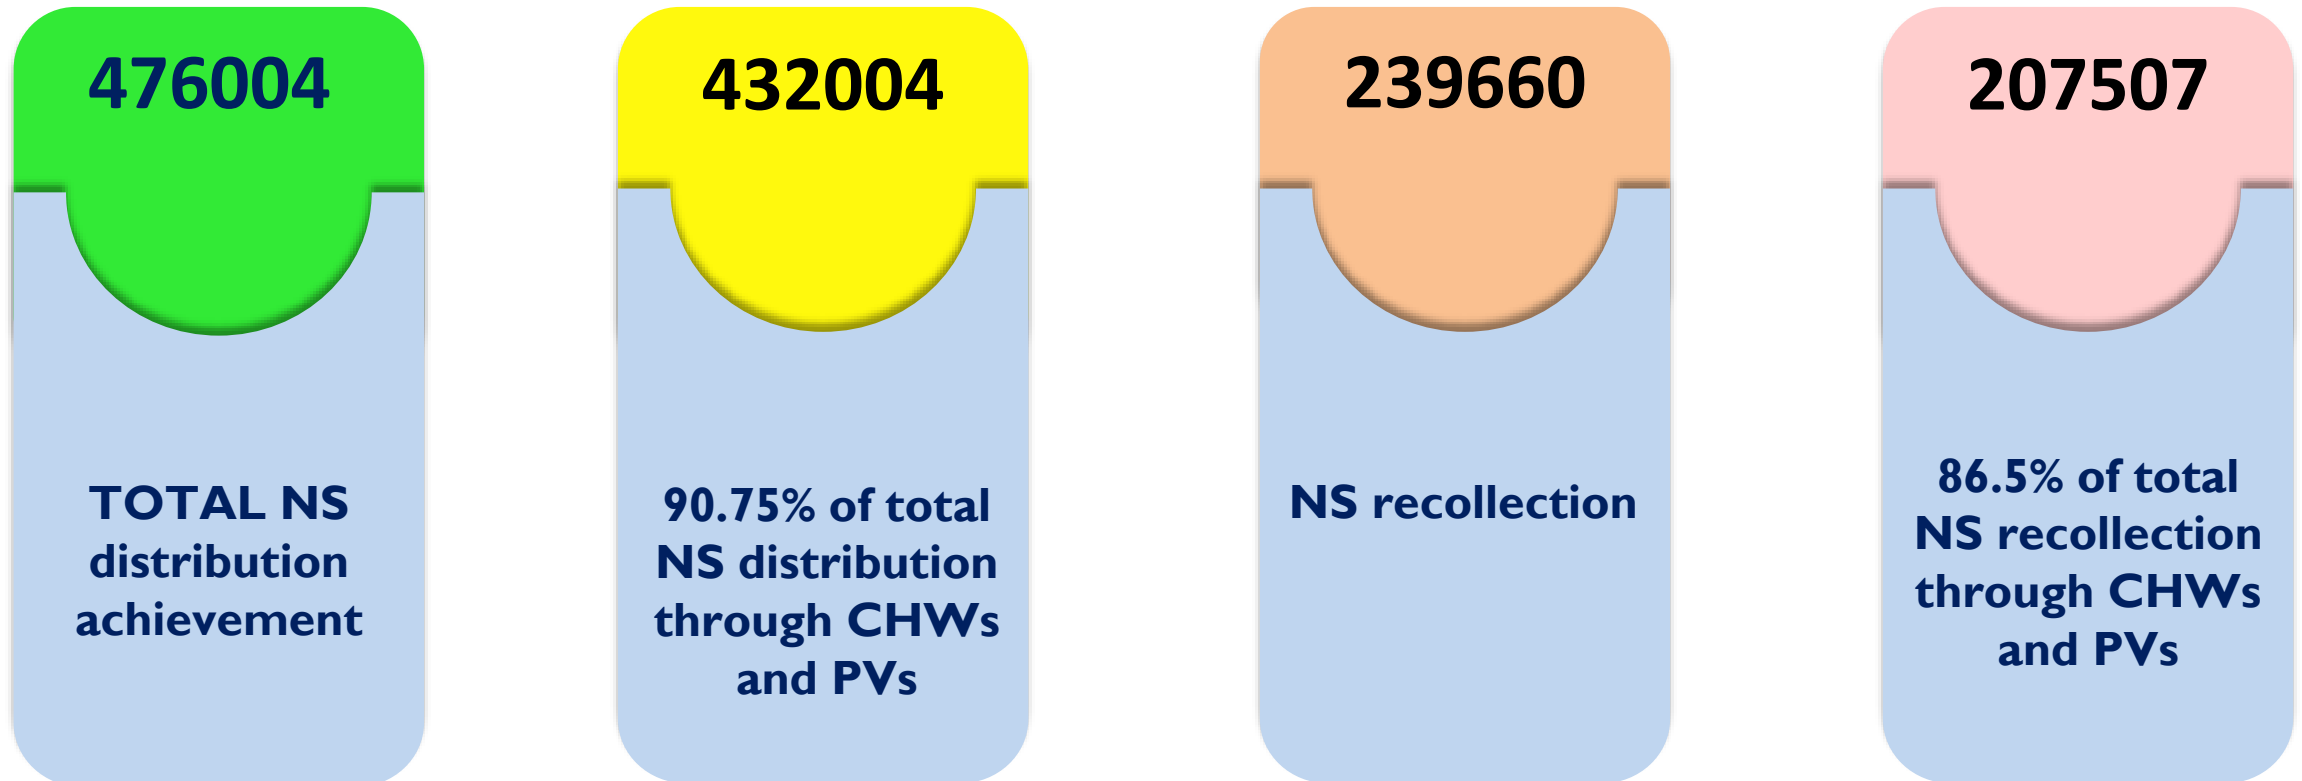 476004
TOTAL NS
distribution
achievement
432004
90.75% of total
NS distribution
through CHWs
and PVs
239660
NS recollection
207507
86.5% of total
NS recollection
through CHWs
and PVs